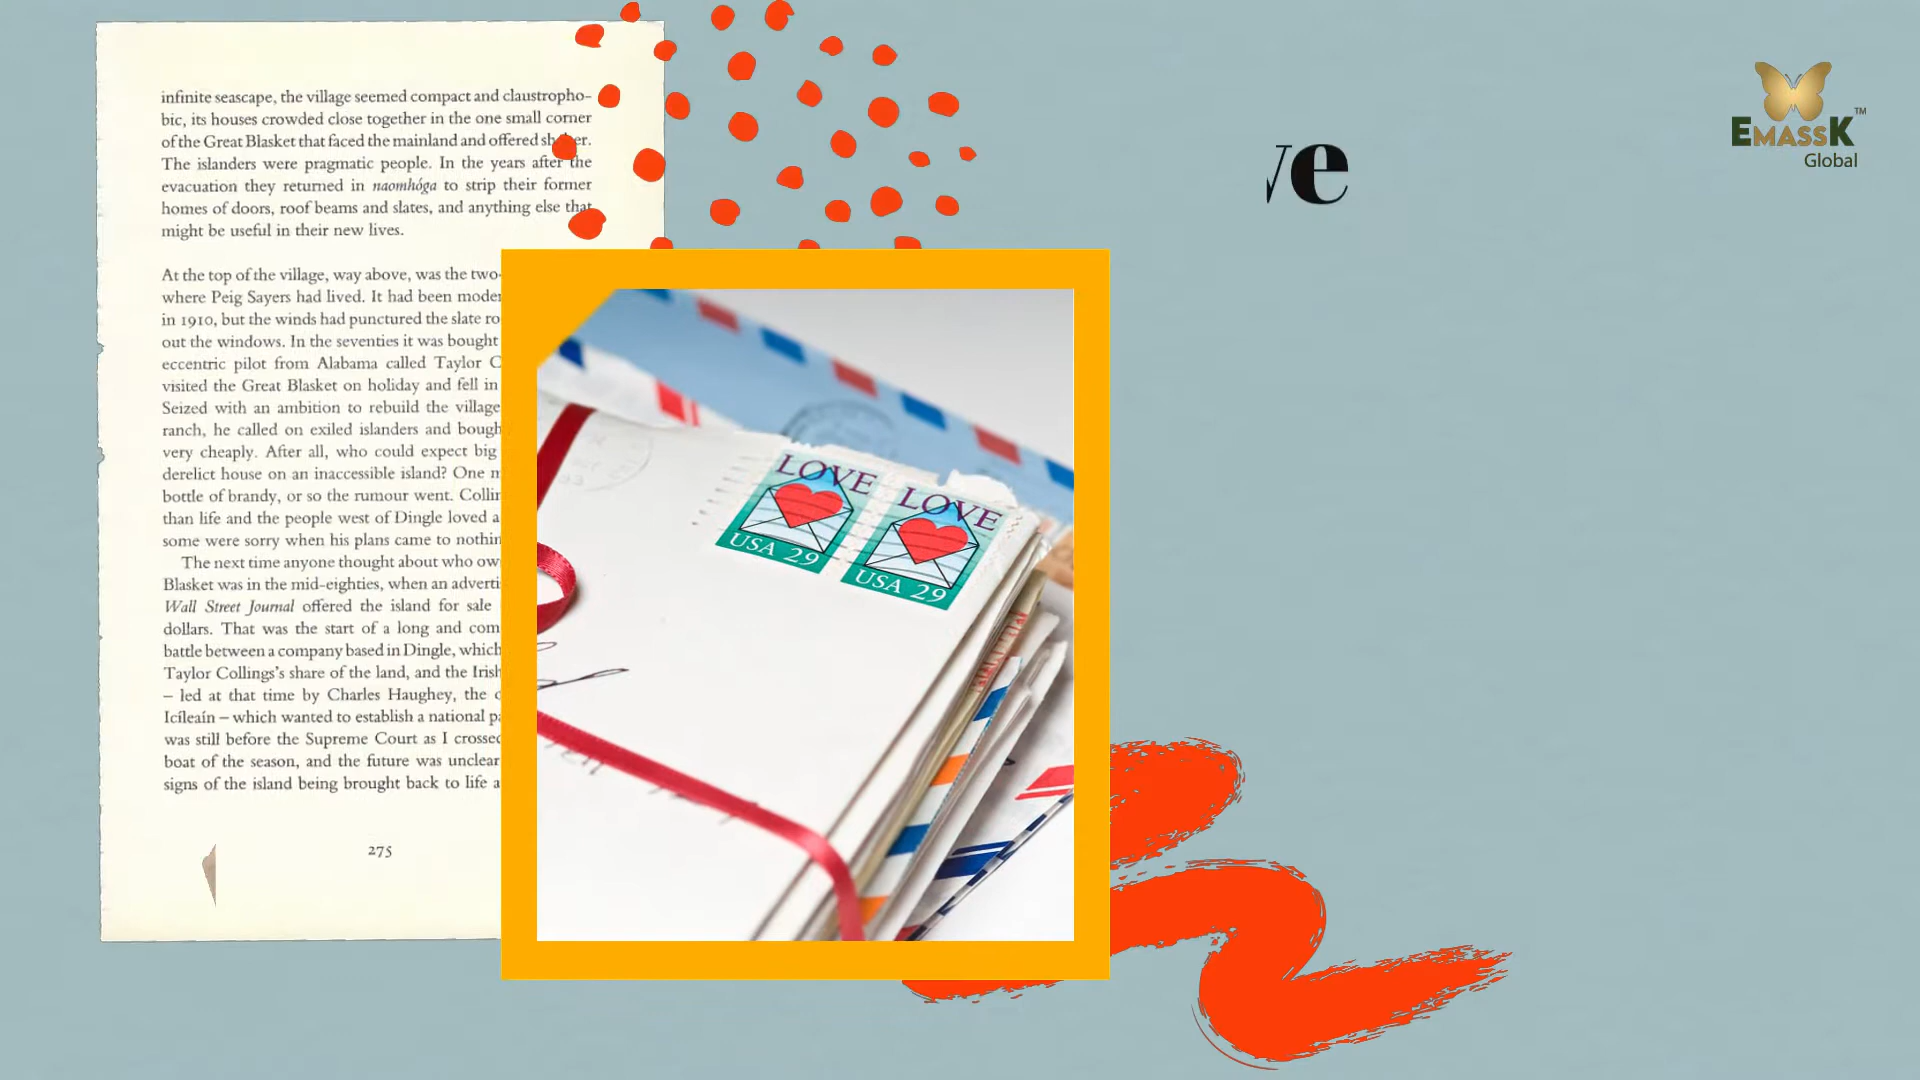 infinite seascape, the village seemed compact and claustropho-
bic, its houses crowded close together in the one small corner
of the Great Blasket that faced the mainland and offered
The islanders were pragmatic people. In the years after the
evacuation they returned in naomhóga to strip their former
homes of doors, roof beams and slates, and anything else that
might be useful in their new lives.
At the top of the village, way above, was the two-
where Peig Sayers had lived. It had been
in 1910, but the winds had punctured the slate
out the windows. In the seventies it was bought
eccentric pilot from Alabama called Taylor
visited the Great Blasket on holiday and fell in
Seized with an ambition to rebuild the village
ranch, he called on exiled islanders and
very cheaply. After all, who could expect big
derelict house on an inaccessible island? One
bottle of brandy, or so the rumour went.
than life and the people west of Dingle loved a
some were sorry when his plans came to
The next time anyone thought about who
Blasket was in the mid-eighties, when an
Wall Street Journal offered the island for sale
dollars. That was the start of a long and
battle between a company based in Dingle, which
Taylor Collings's share of the land, and the
– led at that time by Charles Haughey, the
Icíleaín – which wanted to establish a national
was still before the Supreme Court as I
boat of the season, and the future was unclear
signs of the island being brought back to life
275
LOVE
USA 29
LOVE
USA 29
ve
EMASSK™
Global